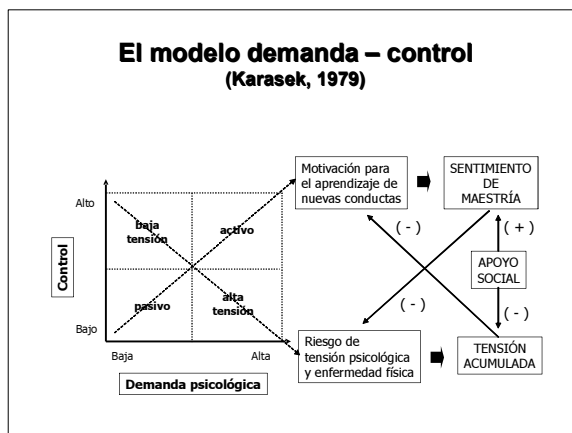 El modelo demanda – control
(Karasek, 1979)
Motivación para
el aprendizaje de
nuevas conductas
SENTIMIENTO
DE
MAESTRÍA
Alto
baja
tensión
activo
( - )
( + )
Control
APOYO
SOCIAL
pasivo
alta
tensión
( - )
( - )
Bajo
Riesgo de
tensión psicológica
y enfermedad física
TENSIÓN
ACUMULADA
Baja
Alta
Demanda psicológica